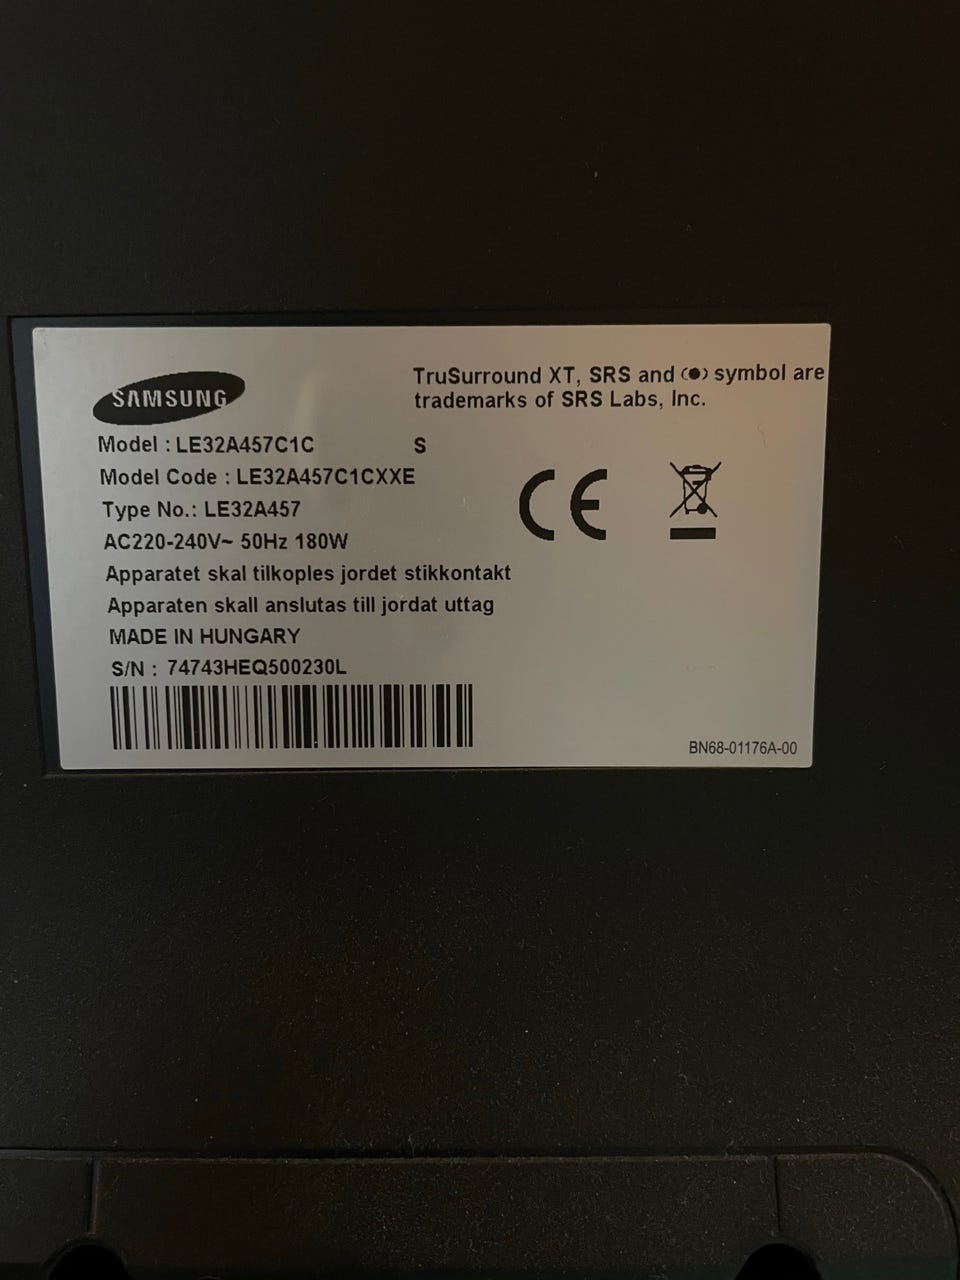 SAMSUNG
TruSurround XT, SRS and (●) symbol are
trademarks of SRS Labs, Inc.
Model : LE32A457C1C S
Model Code : LE32A457C1CXXE
Type No.: LE32A457
AC220-240V~ 50Hz 180W
Apparatet skal tilkoples jordet stikkontakt
Apparaten skall anslutas till jordat uttag
MADE IN HUNGARY
S/N : 74743HEQ500230L
CE
BN68-01176A-00